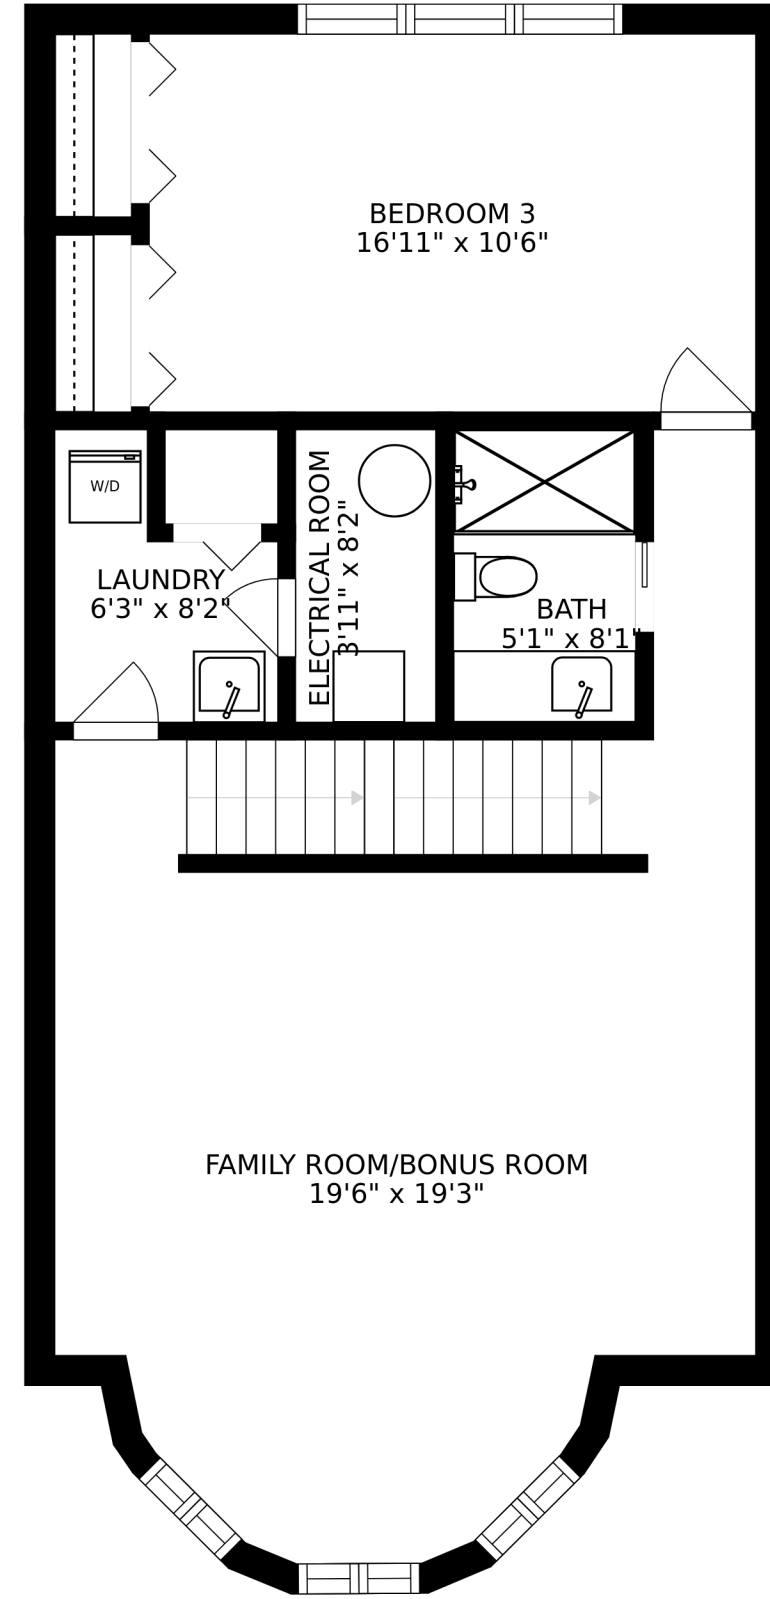 BEDROOM 3
16'11" x 10'6"
W/D
LAUNDRY
6'3" x 8'2"
ELECTRICAL ROOM
3'11" x 8'2"
BATH
5'1" x 8'1"
FAMILY ROOM/BONUS ROOM
19'6" x 19'3"